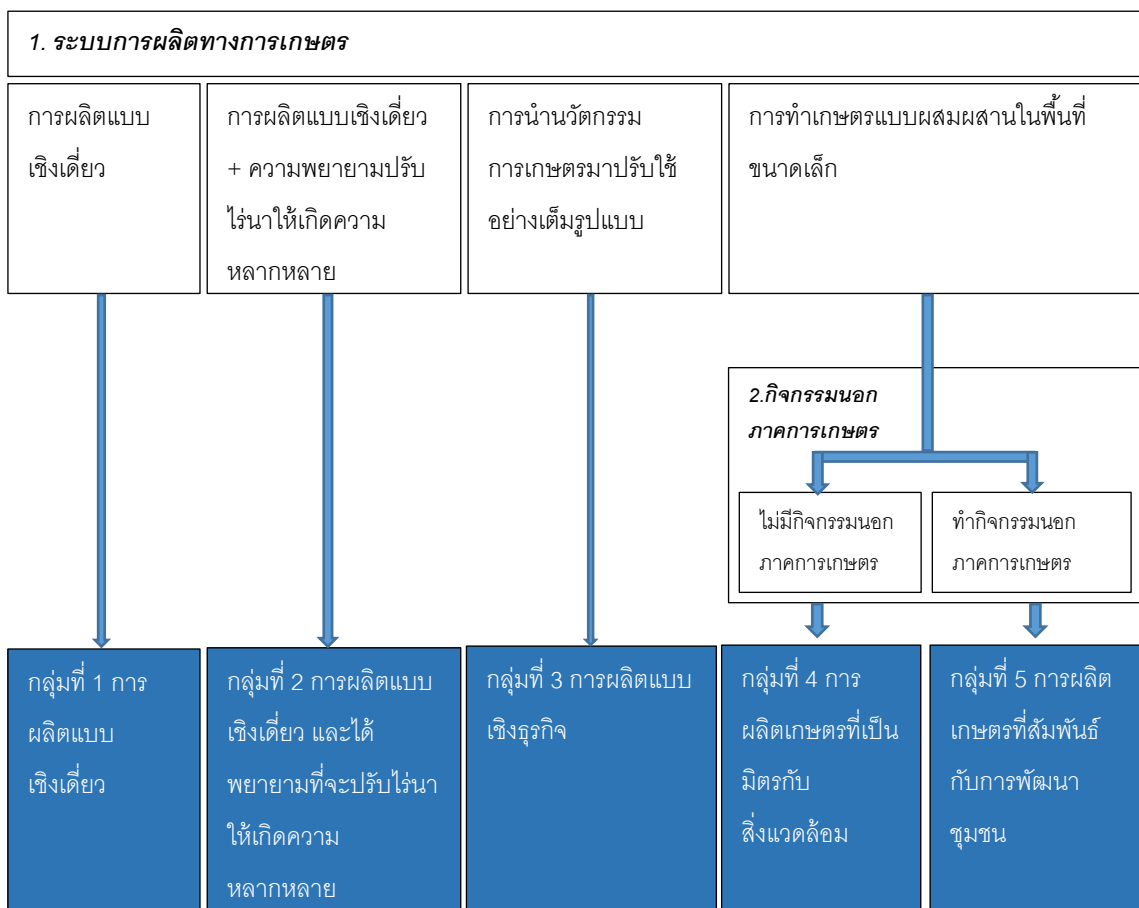 1. ระบบการผลิตทางการเกษตร
การผลิตแบบ
เชิงเดี่ยว
การผลิตแบบเชิงเดี่ยว
+ ความพยายามปรับ
ไร่นาให้เกิดความ
หลากหลาย
การนำนวัตกรรม
การเกษตรมาปรับใช้
อย่างเต็มรูปแบบ
การทำเกษตรแบบผสมผสานในพื้นที่
ขนาดเล็ก
2.กิจกรรมนอก
ภาคการเกษตร
ไม่มีกิจกรรมนอก
ภาคการเกษตร
ทำกิจกรรมนอก
ภาคการเกษตร
กลุ่มที่ 1 การ
ผลิตแบบ
เชิงเดี่ยว
กลุ่มที่ 2 การผลิตแบบ
เชิงเดี่ยว และได้
พยายามที่จะปรับไร่นา
ให้เกิดความ
หลากหลาย
กลุ่มที่ 3 การผลิตแบบ
เชิงธุรกิจ
กลุ่มที่ 4 การ
ผลิตเกษตรที่เป็น
มิตรกับ
สิ่งแวดล้อม
กลุ่มที่ 5 การผลิต
เกษตรที่สัมพันธ์
กับการพัฒนา
ชุมชน